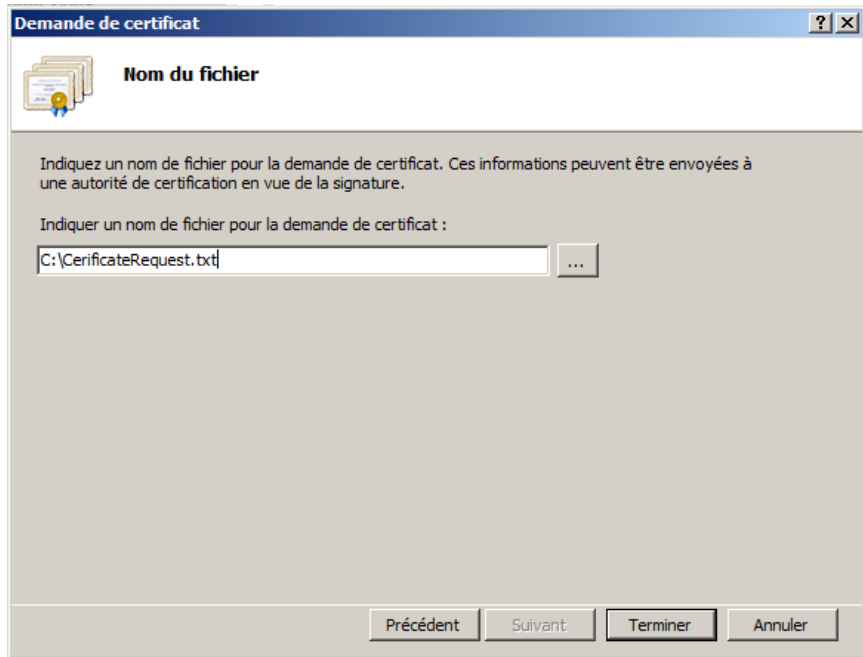 Demande de certificat
Nom du fichier
Indiquez un nom de fichier pour la demande de certificat. Ces informations peuvent être envoyées à
une autorité de certification en vue de la signature.
Indiquer un nom de fichier pour la demande de certificat :
C:\CerificateRequest.txt
...
Précédent Suivant Terminer Annuler